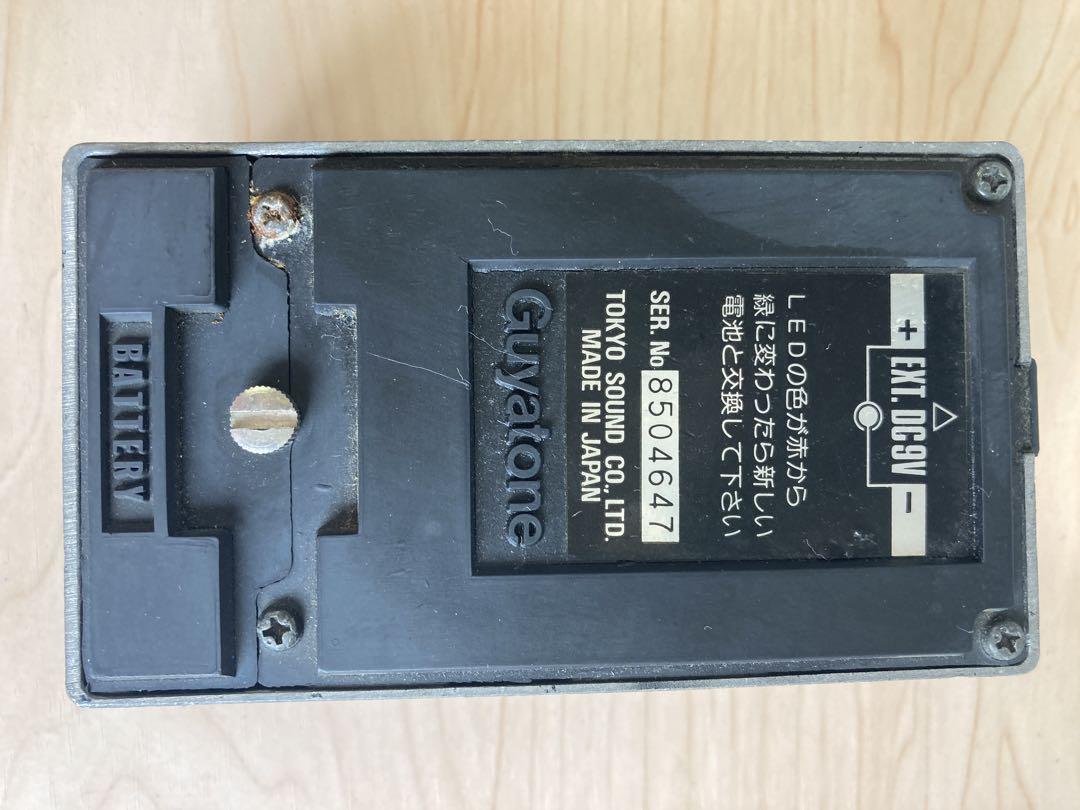 + EXT. DC9V −
LEDの色が赤から
緑に変わったら新しい
電池と交換して下さい
SER. No 8504647
TOKYO SOUND CO., LTD.
MADE IN JAPAN
Guyatone
BATTERY